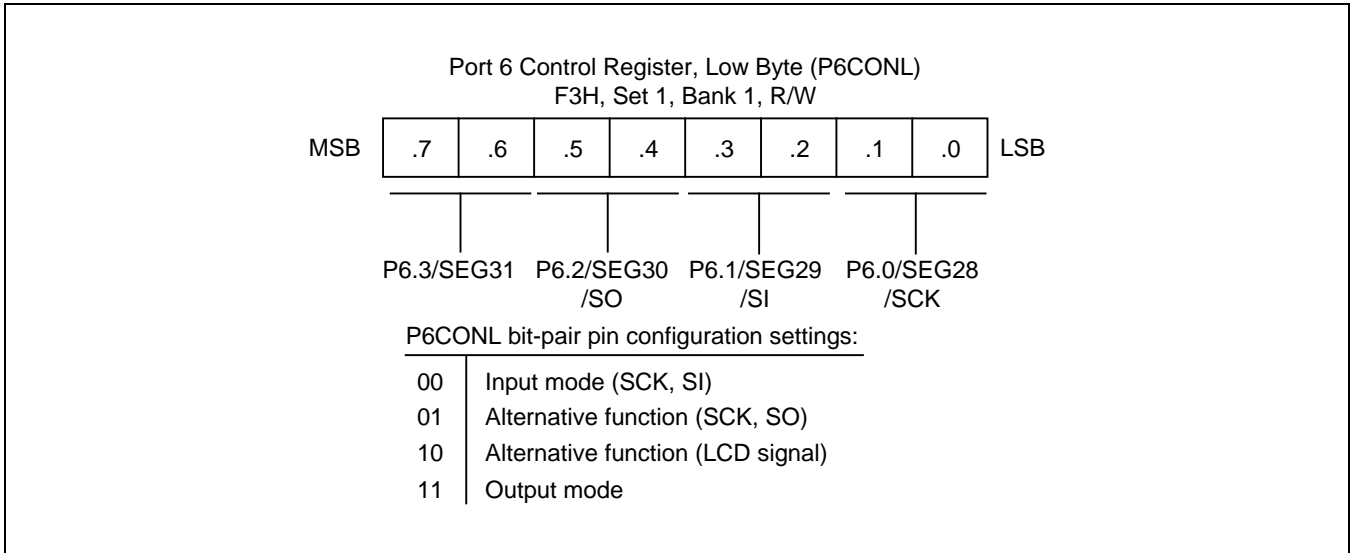 Port 6 Control Register, Low Byte (P6CONL)
F3H, Set 1, Bank 1, R/W
MSB .7 .6 .5 .4 .3 .2 .1 .0 LSB
P6.3/SEG31 P6.2/SEG30 P6.1/SEG29 P6.0/SEG28
/SO /SI /SCK
P6CONL bit-pair pin configuration settings:
00 Input mode (SCK, SI)
01 Alternative function (SCK, SO)
10 Alternative function (LCD signal)
11 Output mode